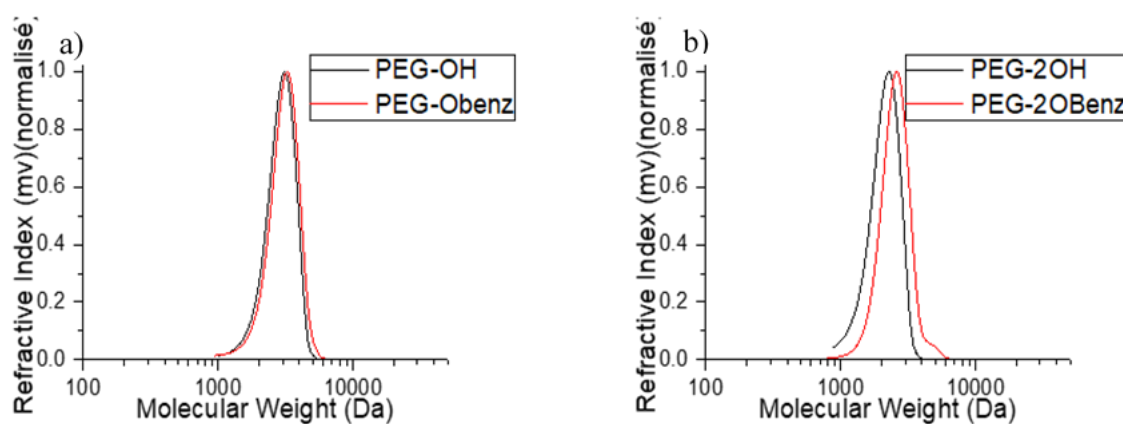 a)
Refractive Index (mv)(normalisé)
PEG-OH
PEG-Obenz
1.0
0.8
0.6
0.4
0.2
0.0
100
1000
10000
Molecular Weight (Da)
b)
Refractive Index (mv)(normalisé)
PEG-2OH
PEG-2OBenz
1.0
0.8
0.6
0.4
0.2
0.0
100
1000
10000
Molecular Weight (Da)